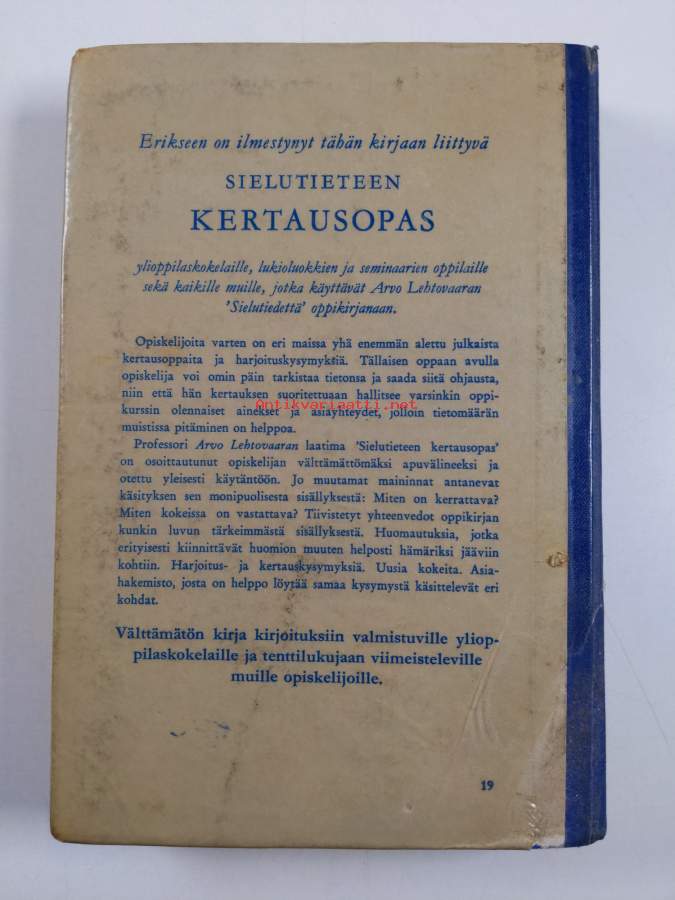 Erikseen on ilmestynyt tähän kirjaan liittyvä
SIELUTIETEEN
KERTAUSOPAS
ylioppilaskokelaille, lukioluokkien ja seminaarien oppilaille
sekä kaikille muille, jotka käyttävät Arvo Lehtovaaran
'Sielutiedettä' oppikirjanaan.
Opiskelijoita varten on eri maissa yhä enemmän alettu julkaista
kertausoppaita ja harjoituskysymyksiä. Tällaisen oppaan avulla
opiskelija voi omin päin tarkistaa tietonsa ja saada siitä ohjausta,
niin että hän kertauksen suoritettuaan hallitsee varsinkin oppi-
kurssin olennaiset ainekset ja asiayhteydet, jolloin tietomäärän
muistissa pitäminen on helppoa.
Antikvariaatti.net
Professori Arvo Lehtovaaran laatima 'Sielutieteen kertausopas'
on osoittautunut opiskelijan välttämättömäksi apuvälineeksi ja
otettu yleisesti käytäntöön. Jo muutamat maininnat antanevat
käsityksen sen monipuolisesta sisällyksestä: Miten on kerrattava?
Miten kokeissa on vastattava? Tiivistetyt yhteenvedot oppikirjan
kunkin luvun tärkeimmästä sisällyksestä. Huomautuksia, jotka
erityisesti kiinnittävät huomion muuten helposti hämäriksi jääviin
kohtiin. Harjoitus- ja kertauskysymyksiä. Uusia kokeita. Asia-
hakemisto, josta on helppo löytää samaa kysymystä käsittelevät eri
kohdat.
Välttämätön kirja kirjoituksiin valmistuville yliop-
pilaskokelaille ja tenttilukujaan viimeisteleville
muille opiskelijoille.
19